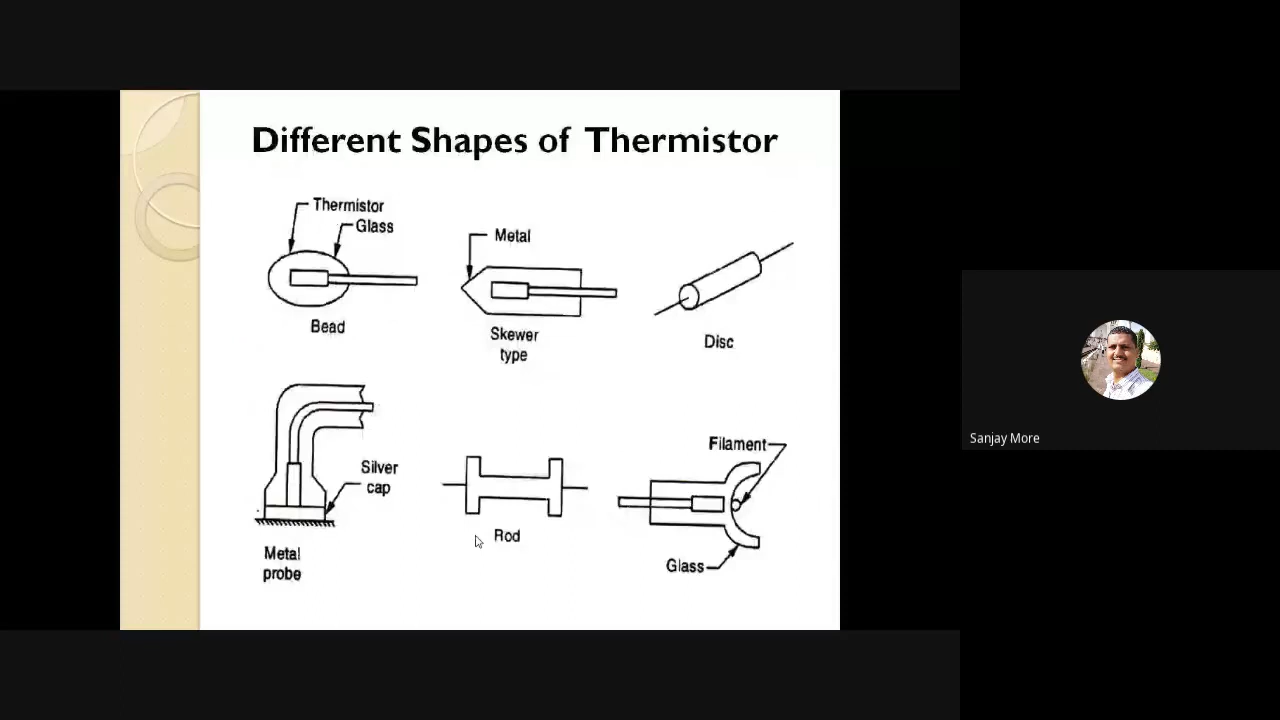 Different Shapes of Thermistor
Thermistor
Glass
Bead
Metal
Skewer
type
Disc
Silver
cap
Metal
probe
Rod
Filament
Glass
Sanjay More